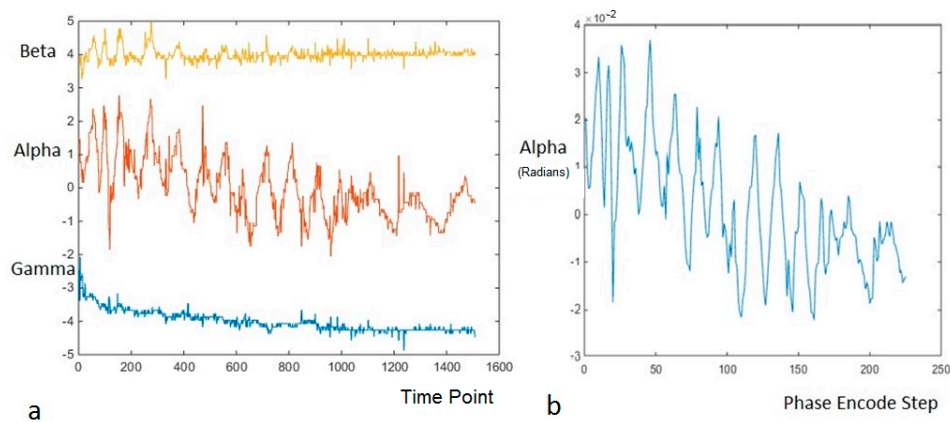 5
Beta
4
3
2
Alpha
1
0
-1
-2
Gamma
-3
-4
-5
0 200 400 600 800 1000 1200 1400 1600
Time Point
a
4 ×10⁻²
3
2
Alpha
1
(Radians)
0
-1
-2
-3
0 50 100 150 200 250
Phase Encode Step
b